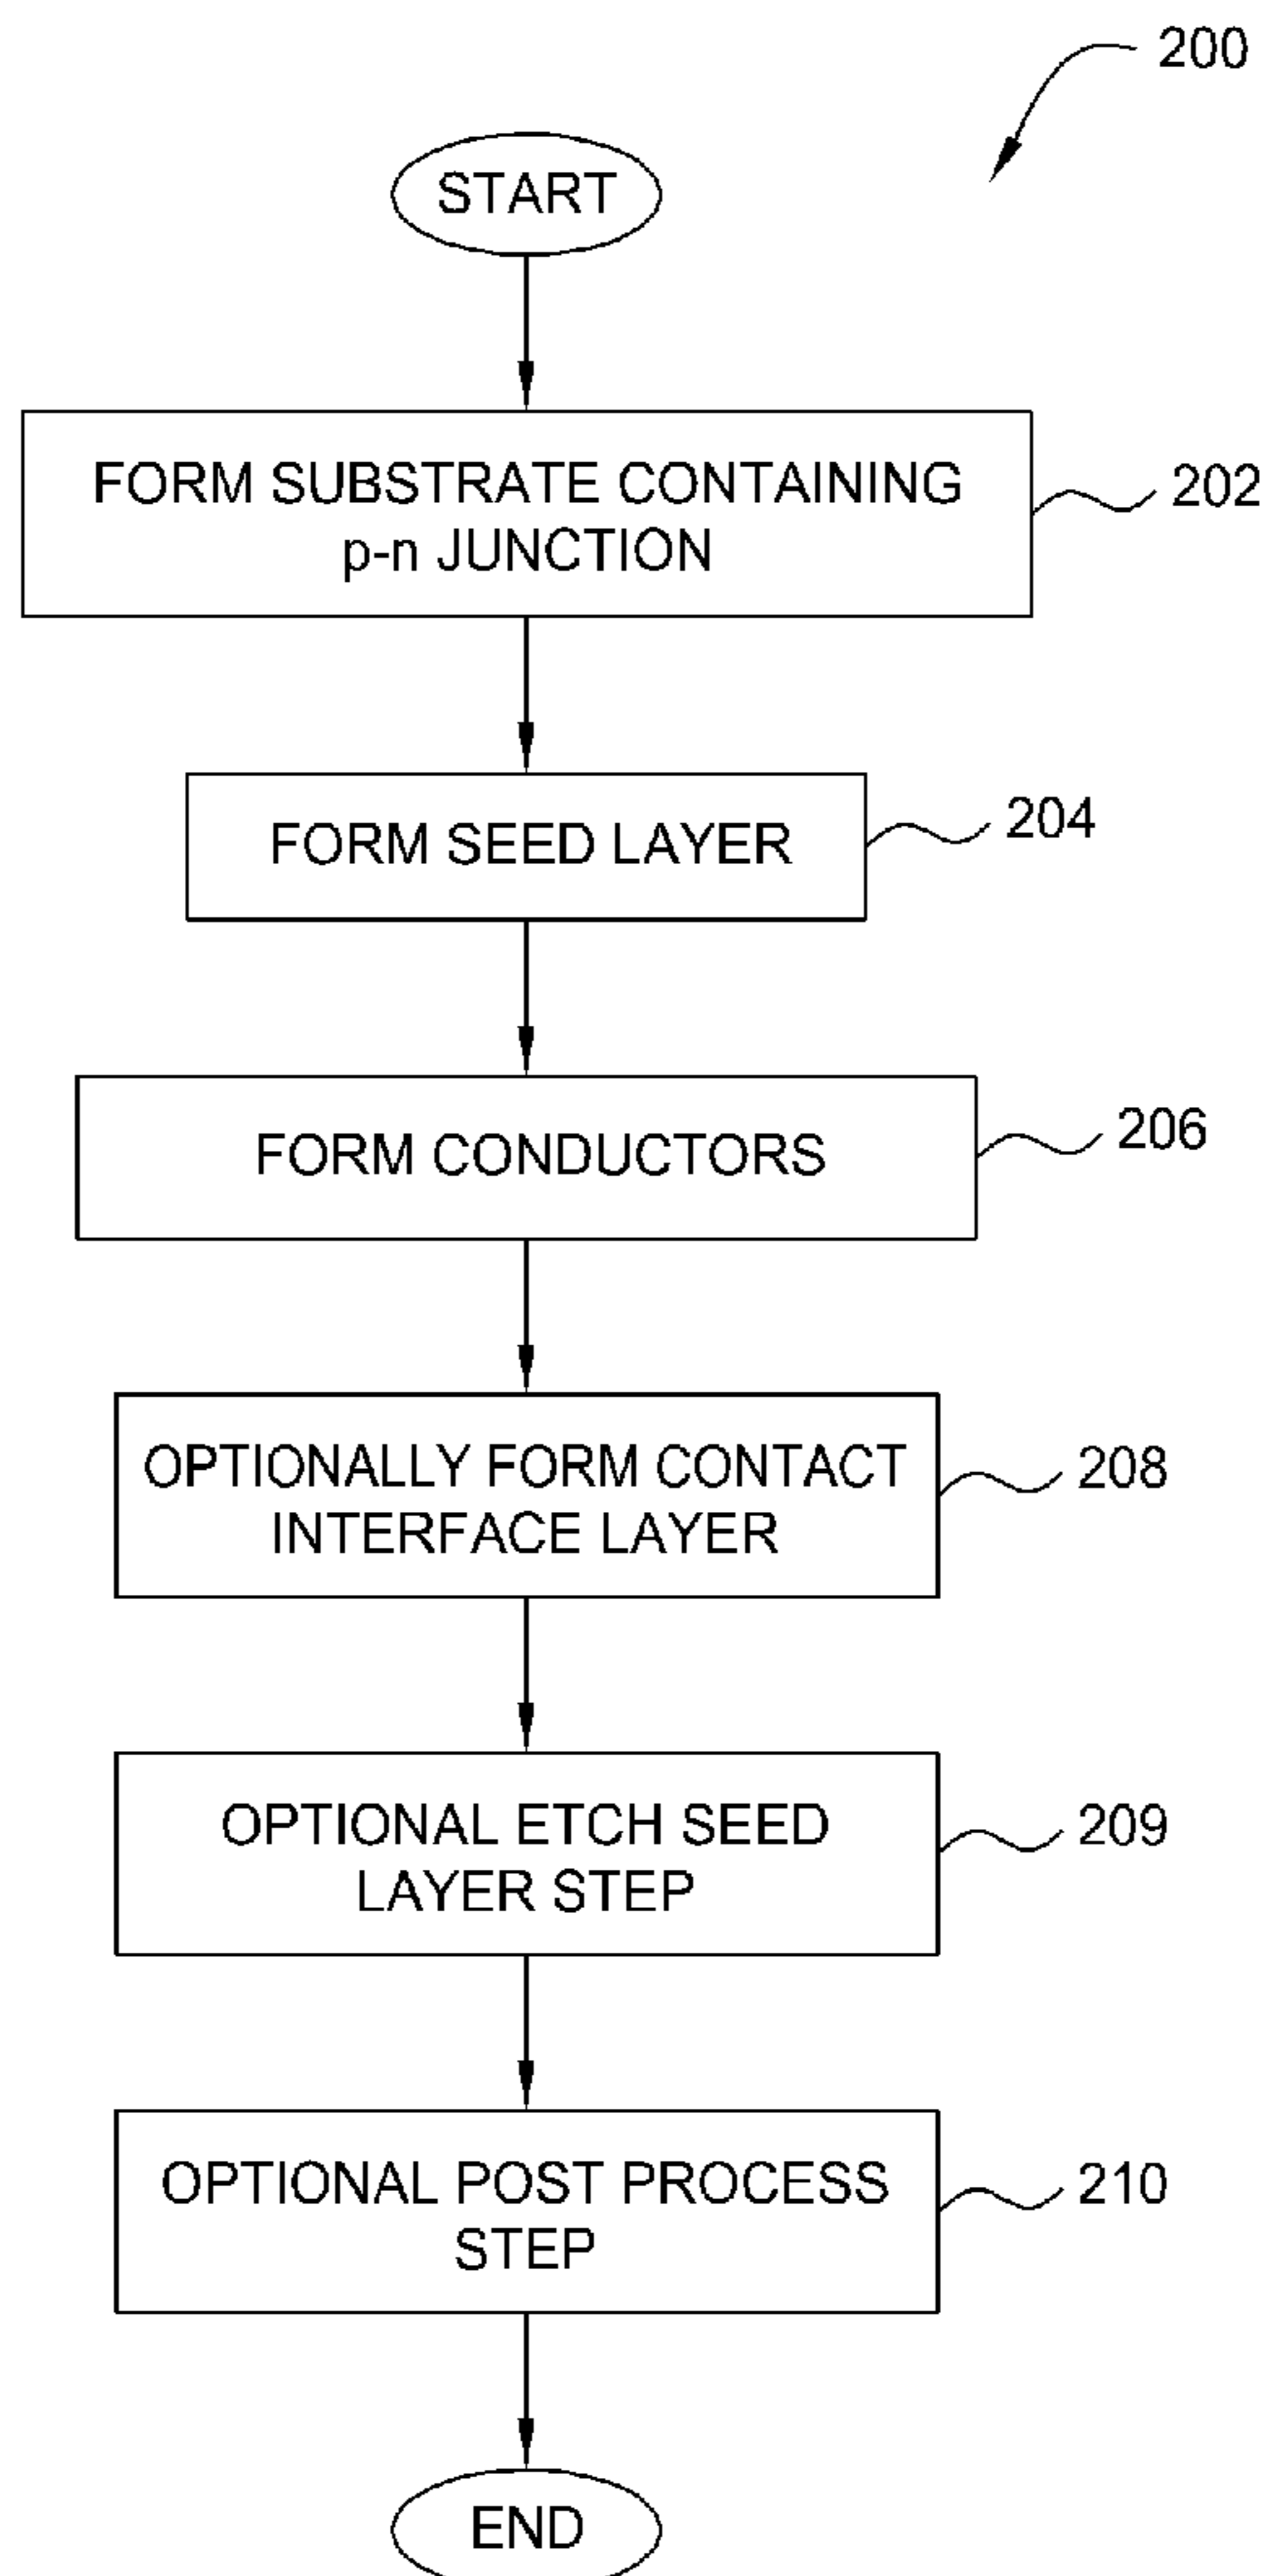 200
START
FORM SUBSTRATE CONTAINING
p-n JUNCTION
202
FORM SEED LAYER
204
FORM CONDUCTORS
206
OPTIONALLY FORM CONTACT
INTERFACE LAYER
208
OPTIONAL ETCH SEED
LAYER STEP
209
OPTIONAL POST PROCESS
STEP
210
END